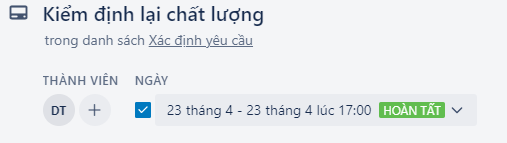 Kiểm định lại chất lượng
trong danh sách Xác định yêu cầu
THÀNH VIÊN NGÀY
DT + 23 tháng 4 - 23 tháng 4 lúc 17:00 HOÀN TẤT